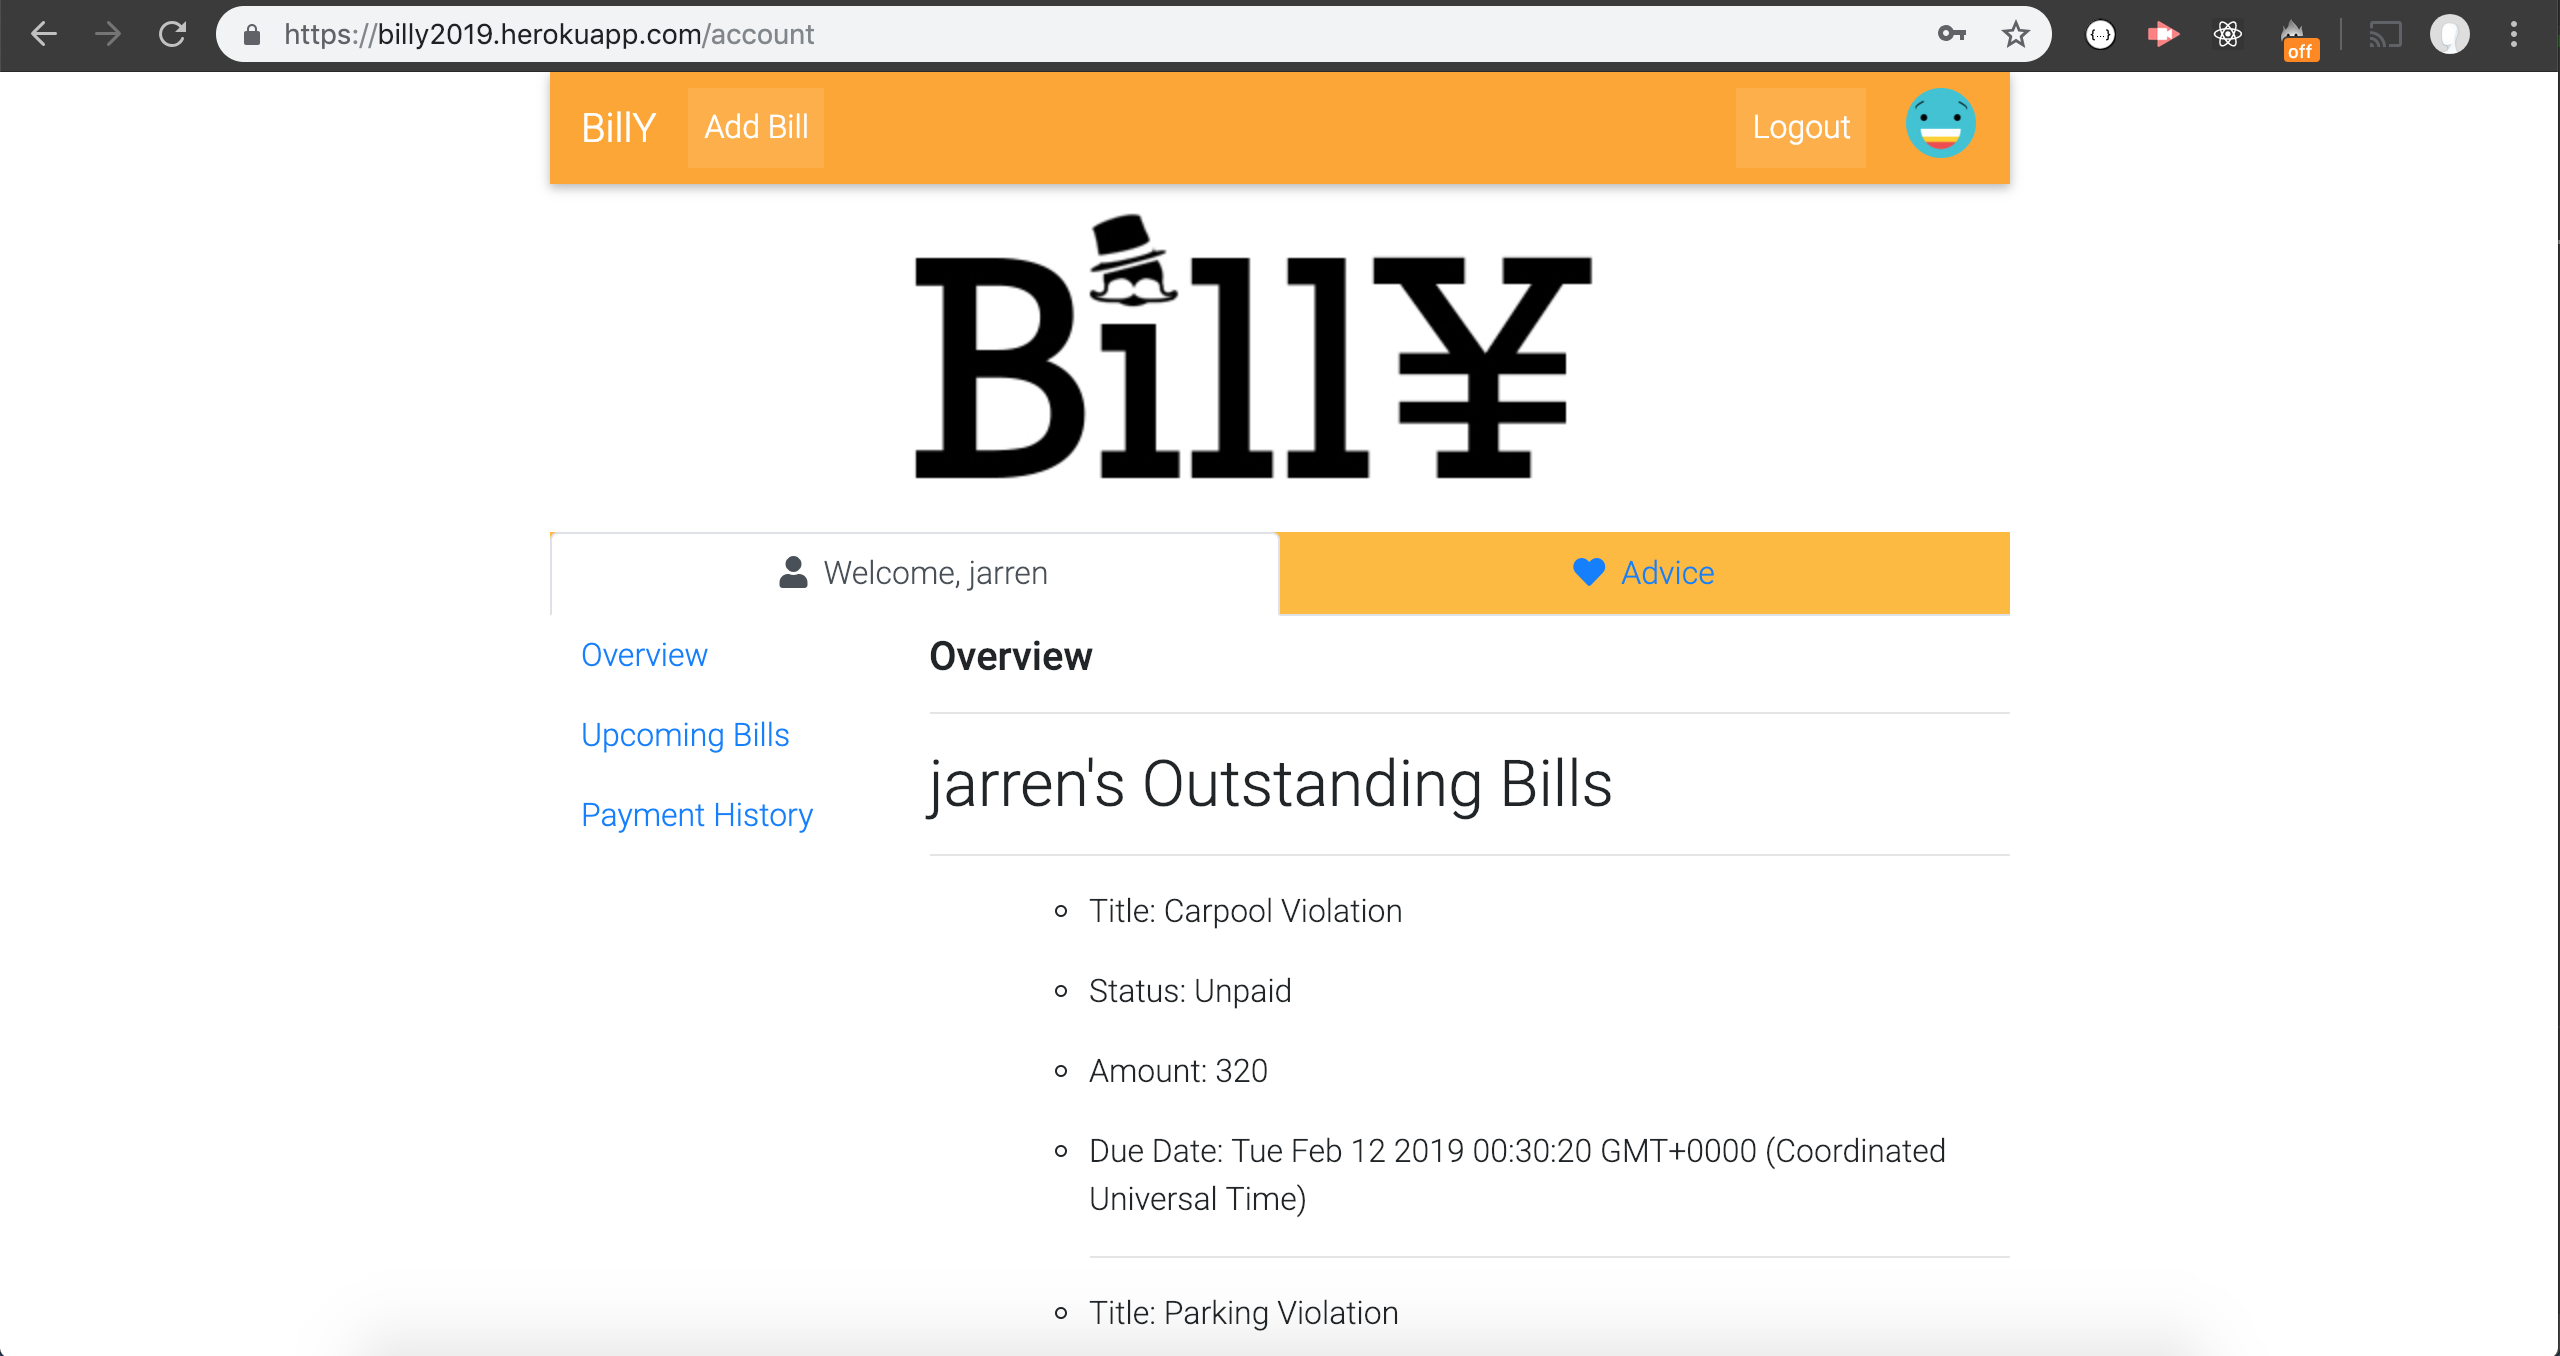 https://billy2019.herokuapp.com/account
{...}
off
BillY
Add Bill
Logout
Bill¥
Welcome, jarren
Advice
Overview
Upcoming Bills
Payment History
Overview
jarren's Outstanding Bills
Title: Carpool Violation
Status: Unpaid
Amount: 320
Due Date: Tue Feb 12 2019 00:30:20 GMT+0000 (Coordinated
Universal Time)
Title: Parking Violation